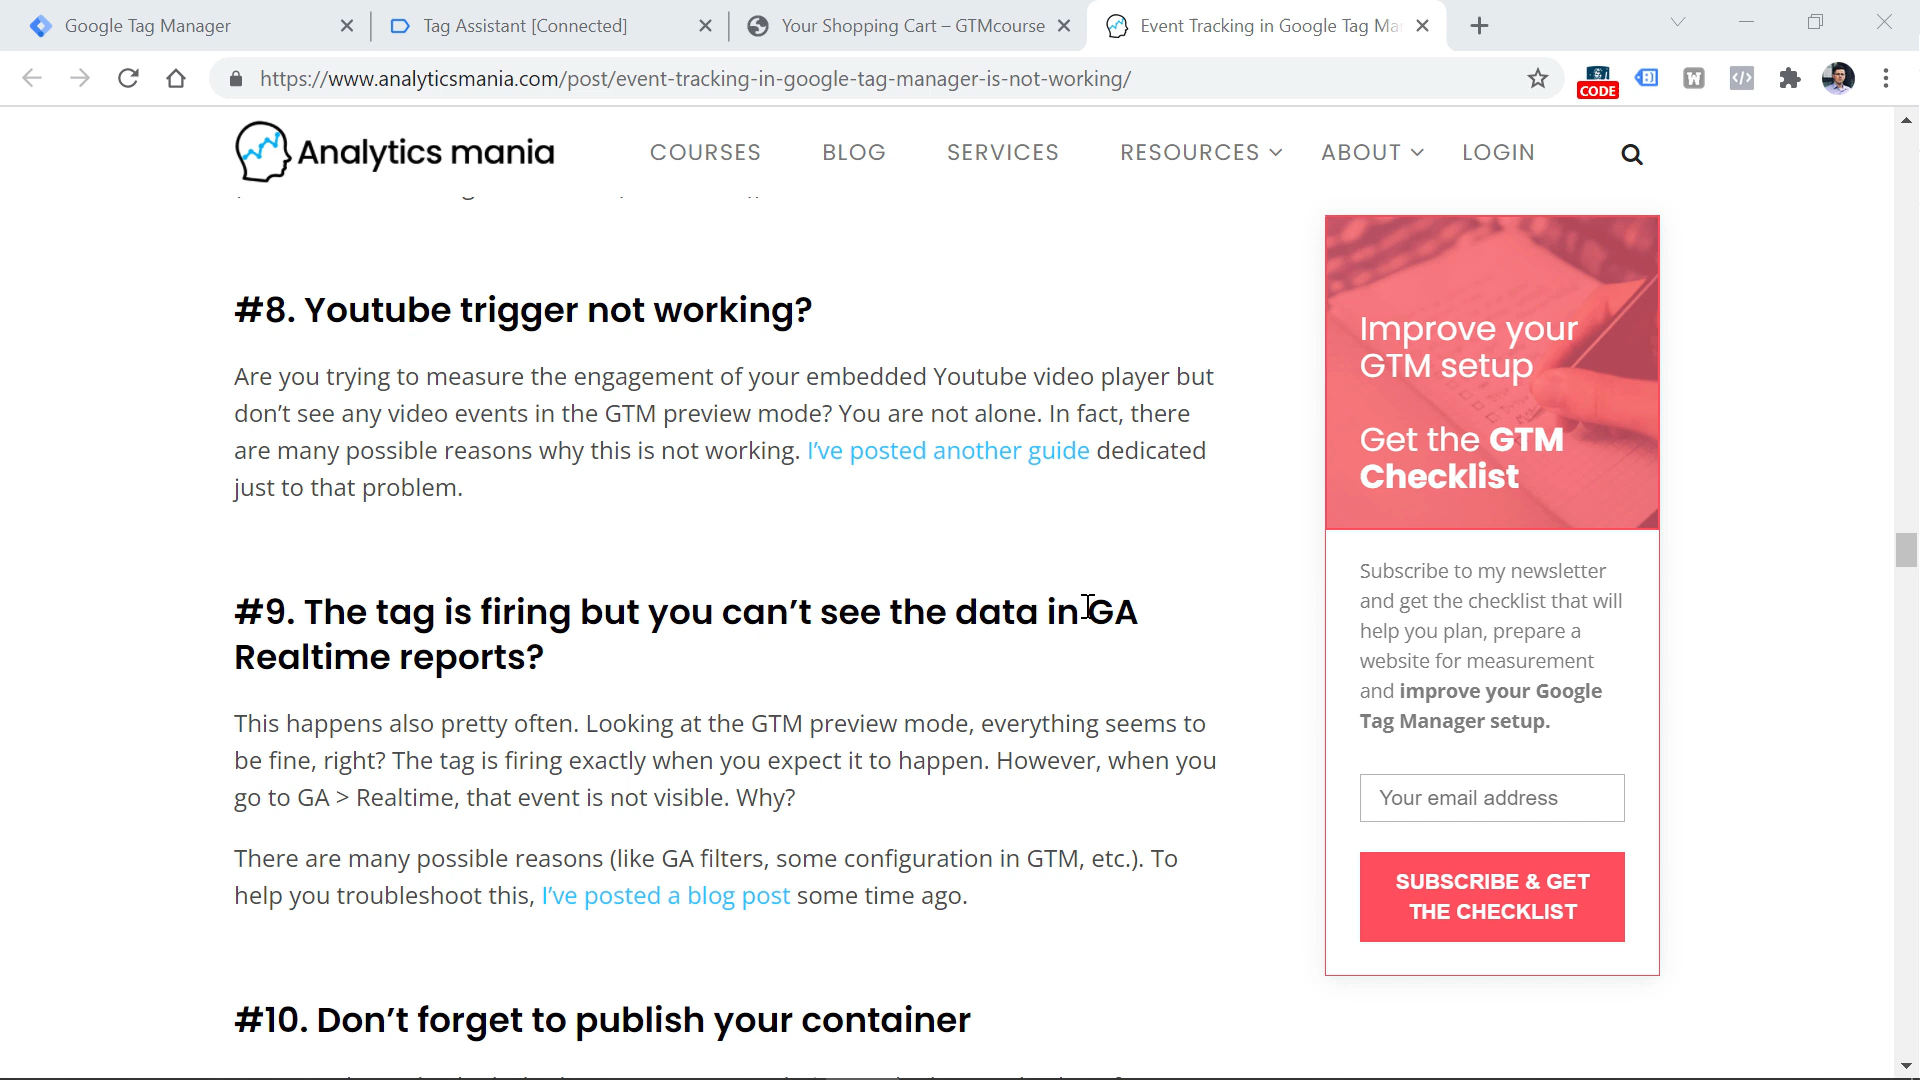 Google Tag Manager
Tag Assistant [Connected]
Your Shopping Cart – GTMcourse
Event Tracking in Google Tag Ma
https://www.analyticsmania.com/post/event-tracking-in-google-tag-manager-is-not-working/
CODE
W
Analytics mania
COURSES
BLOG
SERVICES
RESOURCES
ABOUT
LOGIN
#8. Youtube trigger not working?
Are you trying to measure the engagement of your embedded Youtube video player but
don’t see any video events in the GTM preview mode? You are not alone. In fact, there
are many possible reasons why this is not working. I’ve posted another guide dedicated
just to that problem.
#9. The tag is firing but you can’t see the data in GA
Realtime reports?
This happens also pretty often. Looking at the GTM preview mode, everything seems to
be fine, right? The tag is firing exactly when you expect it to happen. However, when you
go to GA > Realtime, that event is not visible. Why?
There are many possible reasons (like GA filters, some configuration in GTM, etc.). To
help you troubleshoot this, I’ve posted a blog post some time ago.
#10. Don’t forget to publish your container
Improve your
GTM setup
Get the GTM
Checklist
Subscribe to my newsletter
and get the checklist that will
help you plan, prepare a
website for measurement
and improve your Google
Tag Manager setup.
Your email address
SUBSCRIBE & GET
THE CHECKLIST